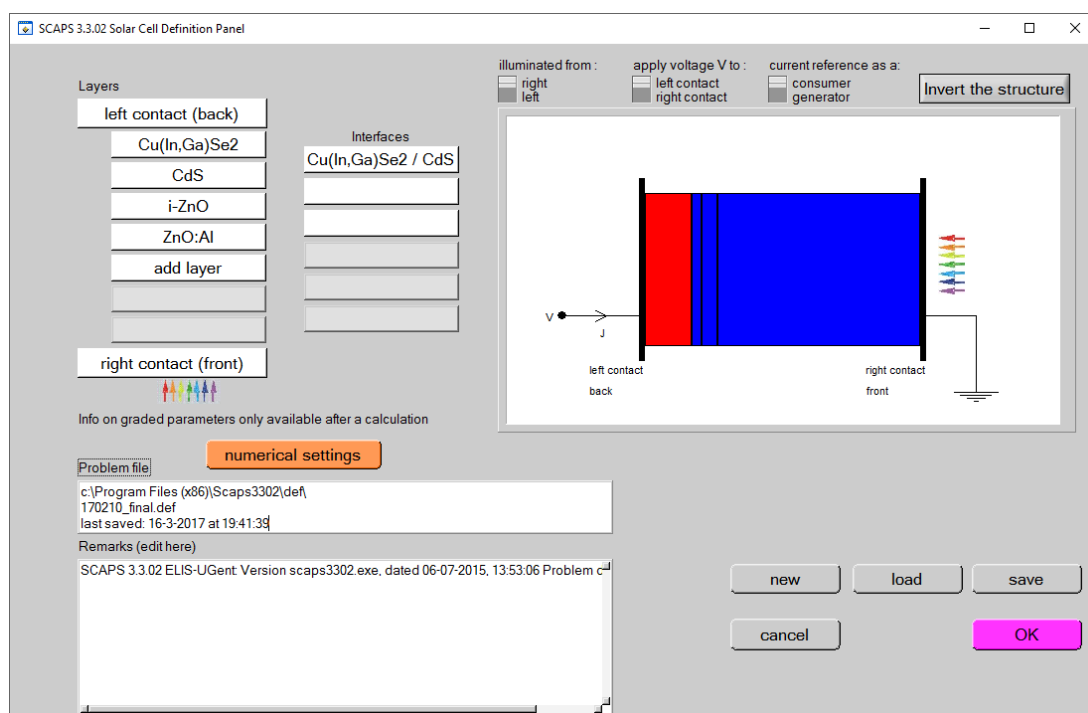 SCAPS 3.3.02 Solar Cell Definition Panel
illuminated from :
right
left
apply voltage V to :
left contact
right contact
current reference as a:
consumer
generator
Invert the structure
Layers
left contact (back)
Cu(In,Ga)Se2
CdS
i-ZnO
ZnO:Al
add layer
right contact (front)
Interfaces
Cu(In,Ga)Se2 / CdS
V
J
left contact
back
right contact
front
Info on graded parameters only available after a calculation
numerical settings
Problem file
c:\Program Files (x86)\Scaps3302\def\
170210_final.def
last saved: 16-3-2017 at 19:41:39
Remarks (edit here)
SCAPS 3.3.02 ELIS-UGent: Version scaps3302.exe, dated 06-07-2015, 13:53:06 Problem c
new
load
save
cancel
OK